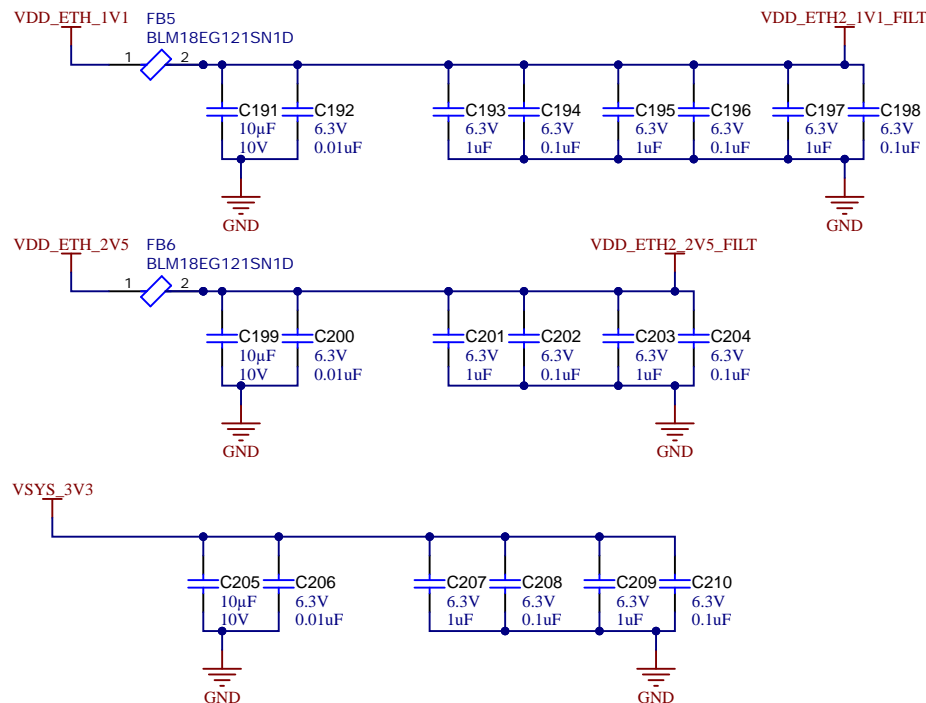 VDD_ETH_1V1
FB5
BLM18EG121SN1D
VDD_ETH2_1V1_FILT
1
2
C191
10µF
10V
C192
6.3V
0.01uF
C193
6.3V
1uF
C194
6.3V
0.1uF
C195
6.3V
1uF
C196
6.3V
0.1uF
C197
6.3V
1uF
C198
6.3V
0.1uF
GND
GND
VDD_ETH_2V5
FB6
BLM18EG121SN1D
VDD_ETH2_2V5_FILT
1
2
C199
10µF
10V
C200
6.3V
0.01uF
C201
6.3V
1uF
C202
6.3V
0.1uF
C203
6.3V
1uF
C204
6.3V
0.1uF
GND
GND
VSYS_3V3
C205
10µF
10V
C206
6.3V
0.01uF
C207
6.3V
1uF
C208
6.3V
0.1uF
C209
6.3V
1uF
C210
6.3V
0.1uF
GND
GND